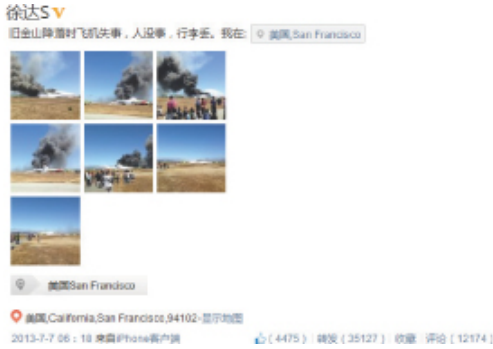 徐达S V
旧金山降落时飞机失事，人没事，行李丢。我在: 美国,San Francisco
美国San Francisco
美国,California,San Francisco,94102-显示地图
2013-7-7 06：18 来自iPhone客户端 (4475) 转发(35127) 收藏 评论(12174)